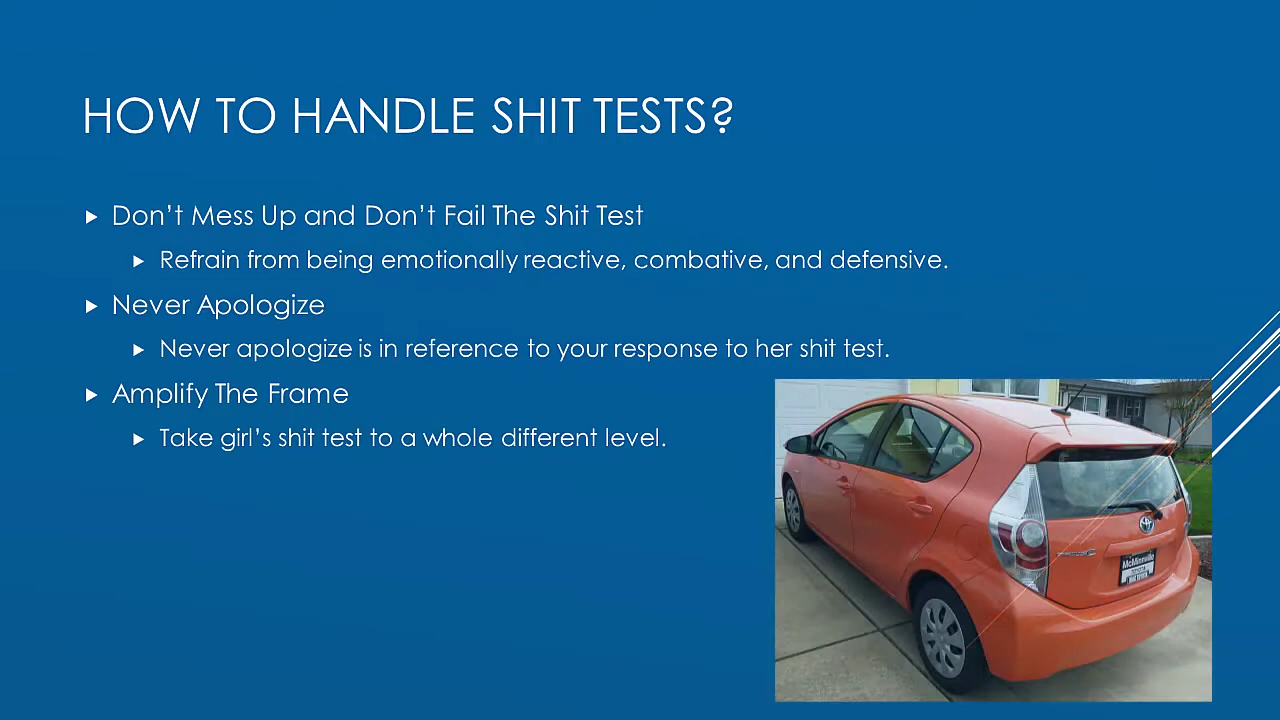 HOW TO HANDLE SHIT TESTS?
Don't Mess Up and Don't Fail The Shit Test
Refrain from being emotionally reactive, combative, and defensive.
Never Apologize
Never apologize is in reference to your response to her shit test.
Amplify The Frame
Take girl's shit test to a whole different level.
McMinnville